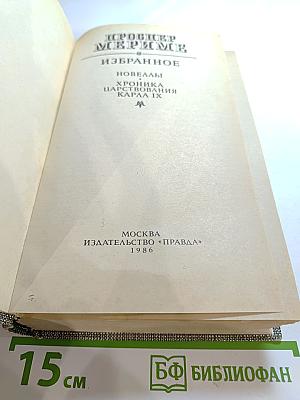 ПРОСПЕР
МЕРИМЕ
ИЗБРАННОЕ
НОВЕЛЛЫ
ХРОНИКА
ЦАРСТВОВАНИЯ
КАРЛА IX
МОСКВА
ИЗДАТЕЛЬСТВО «ПРАВДА»
1986
15 см
БФ БИБЛИОФАН